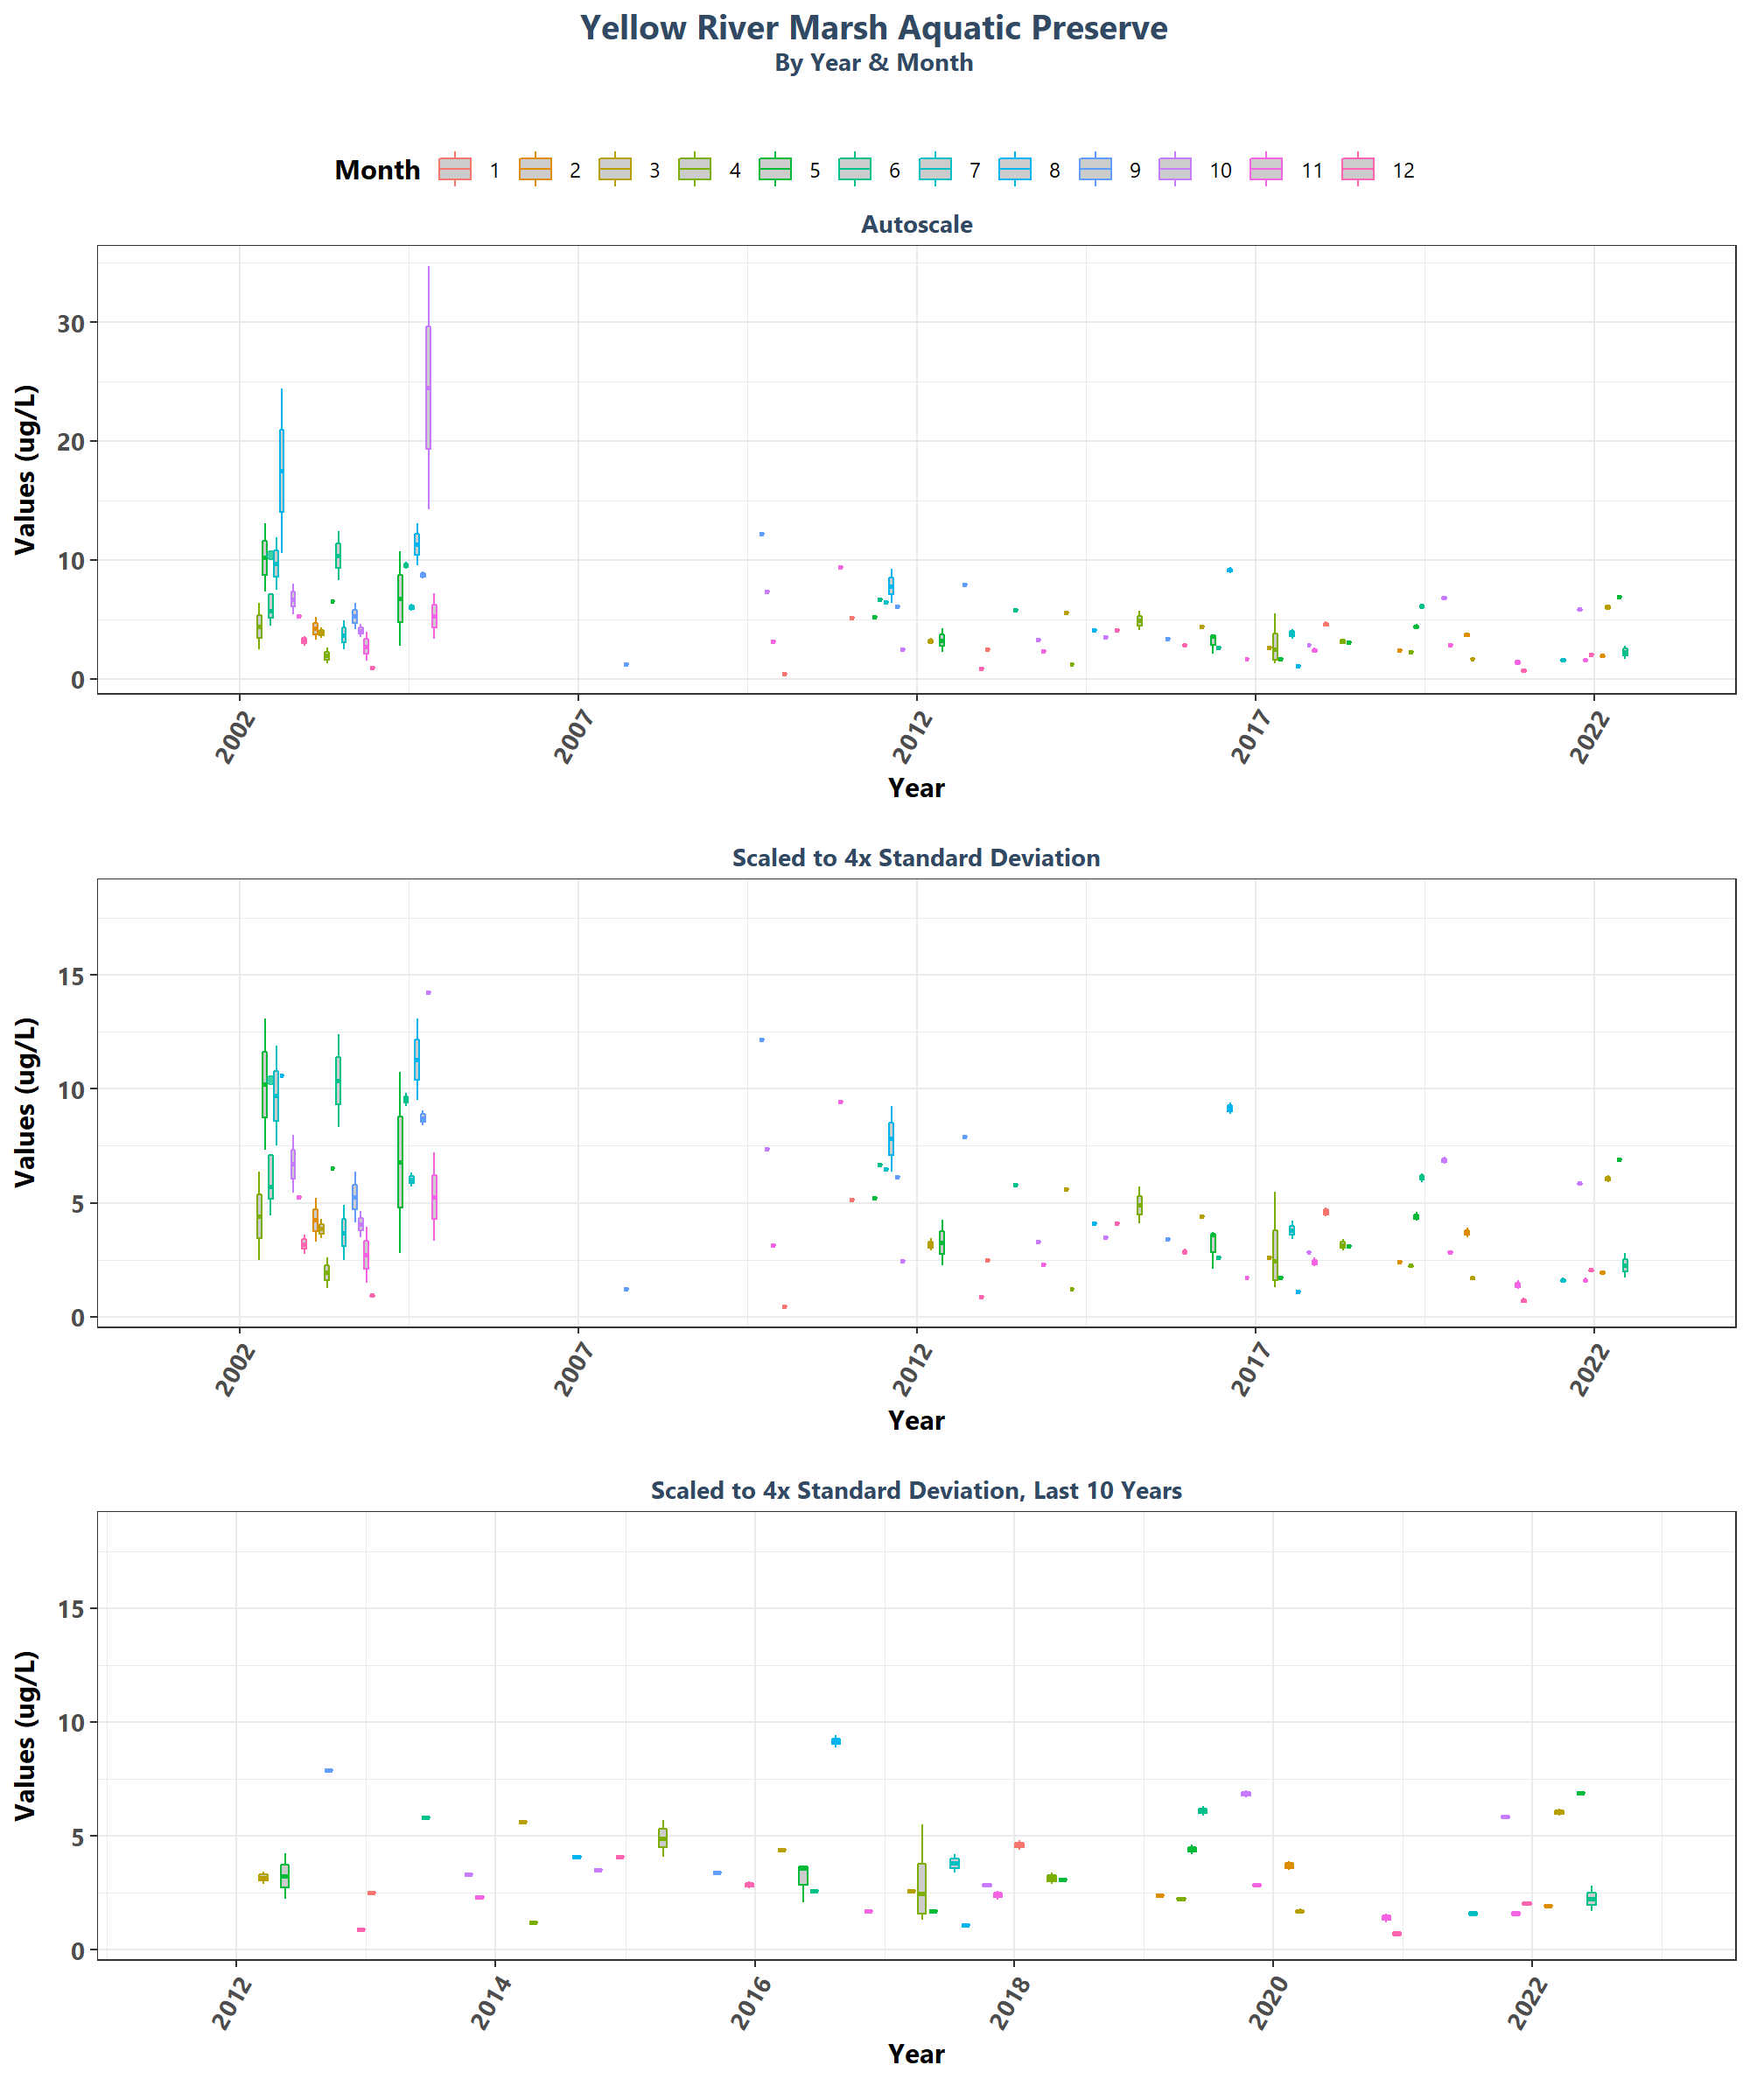 Yellow River Marsh Aquatic Preserve
By Year & Month
Month 1 2 3 4 5 6 7 8 9 10 11 12
Autoscale
Values (ug/L)
30
20
10
0
2002 2007 2012 2017 2022
Year
Scaled to 4x Standard Deviation
Values (ug/L)
15
10
5
0
2002 2007 2012 2017 2022
Year
Scaled to 4x Standard Deviation, Last 10 Years
Values (ug/L)
15
10
5
0
2012 2014 2016 2018 2020 2022
Year